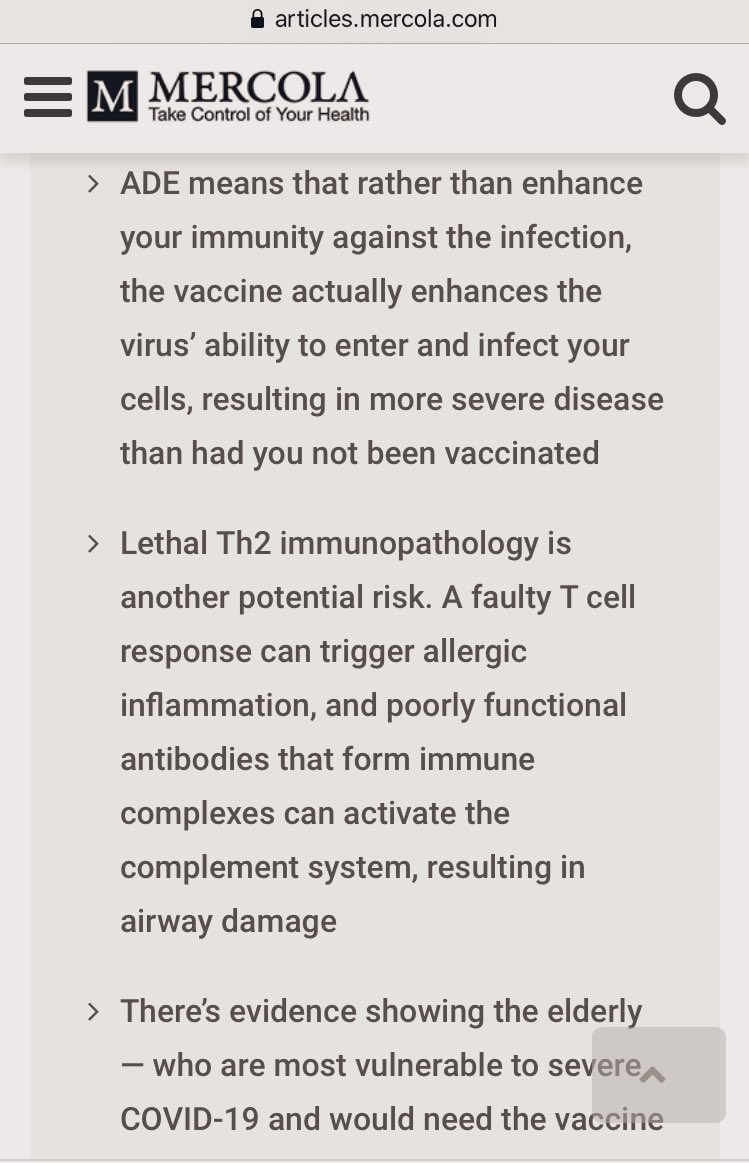 articles.mercola.com
M MERCOLA
Take Control of Your Health
> ADE means that rather than enhance
your immunity against the infection,
the vaccine actually enhances the
virus’ ability to enter and infect your
cells, resulting in more severe disease
than had you not been vaccinated
> Lethal Th2 immunopathology is
another potential risk. A faulty T cell
response can trigger allergic
inflammation, and poorly functional
antibodies that form immune
complexes can activate the
complement system, resulting in
airway damage
> There’s evidence showing the elderly
— who are most vulnerable to severe
COVID-19 and would need the vaccine